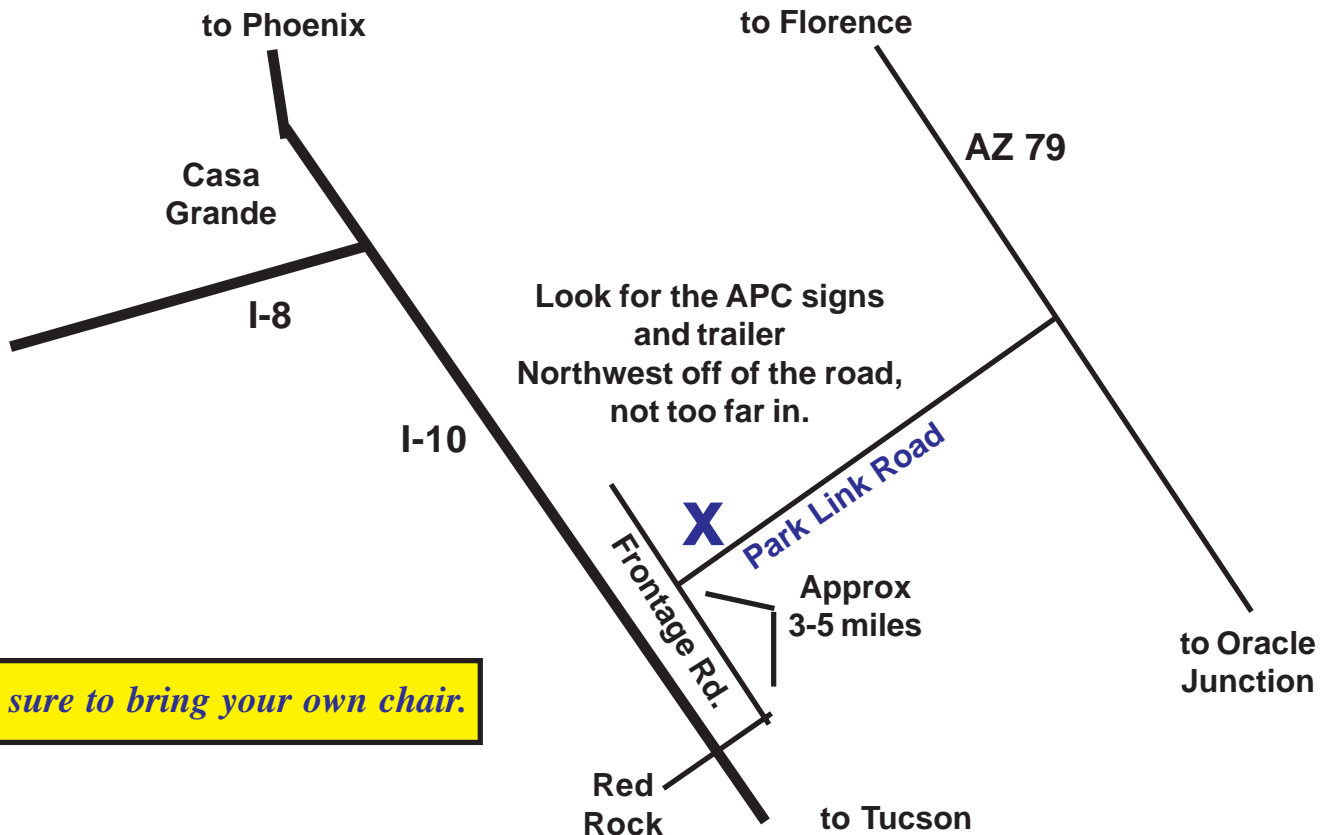 to Phoenix
to Florence
AZ 79
Casa
Grande
I-8
Look for the APC signs
and trailer
Northwest off of the road,
not too far in.
I-10
Park Link Road
X
Frontage Rd.
Approx
3-5 miles
to Oracle
Junction
sure to bring your own chair.
Red
Rock
to Tucson